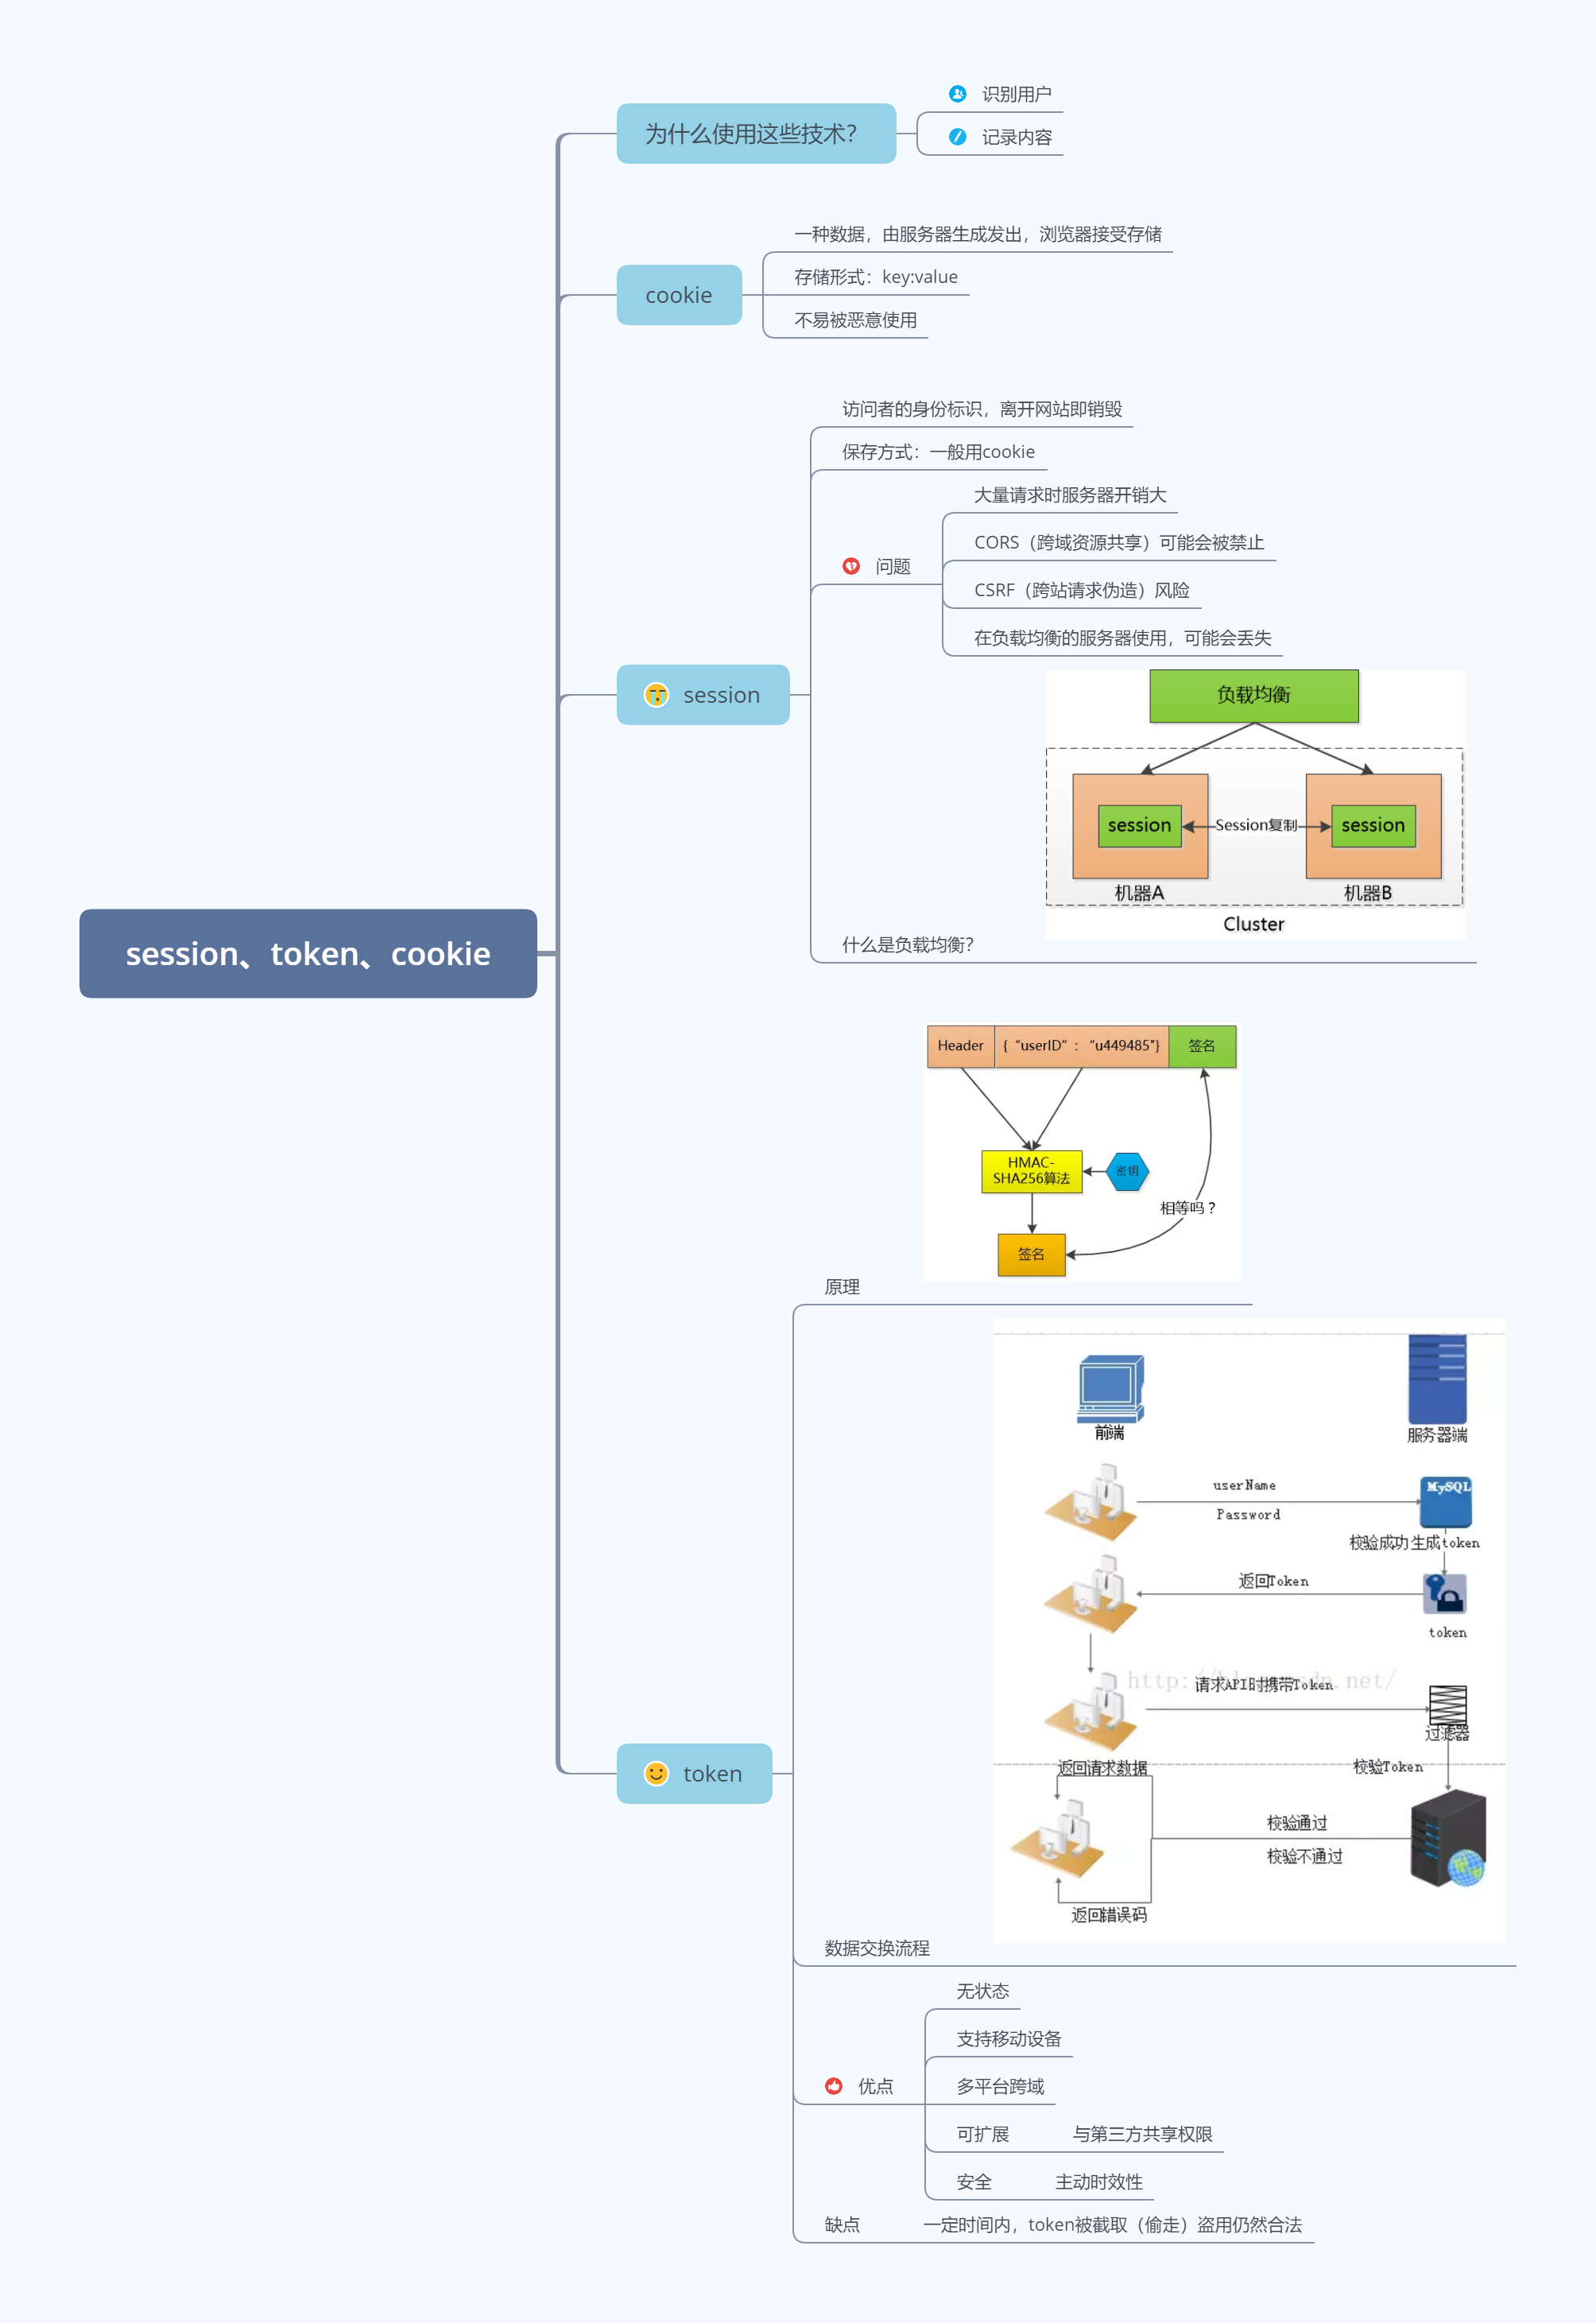 session、token、cookie
为什么使用这些技术？
识别用户
记录内容
cookie
一种数据，由服务器生成发出，浏览器接受存储
存储形式：key:value
不易被恶意使用
session
访问者的身份标识，离开网站即销毁
保存方式：一般用cookie
问题
大量请求时服务器开销大
CORS（跨域资源共享）可能会被禁止
CSRF（跨站请求伪造）风险
在负载均衡的服务器使用，可能会丢失
什么是负载均衡？
负载均衡
session
Session复制
session
机器A
机器B
Cluster
token
原理
Header
{ “userID” : “u449485"}
签名
HMAC-
SHA256算法
密钥
相等吗？
签名
数据交换流程
前端
服务器端
userName
Password
MySQL
校验成功生成token
返回Token
token
请求API时携带Token
过滤器
校验Token
返回请求数据
校验通过
校验不通过
返回错误码
优点
无状态
支持移动设备
多平台跨域
可扩展
与第三方共享权限
安全
主动时效性
缺点
一定时间内，token被截取（偷走）盗用仍然合法